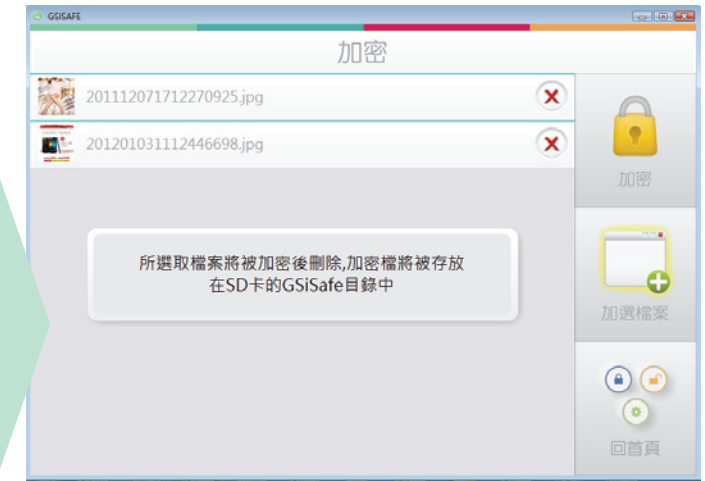 GSISAFE
加密
201112071712270925.jpg
201201031112446698.jpg
加密
所選取檔案將被加密後刪除,加密檔將被存放
在SD卡的GSiSafe目錄中
加選檔案
回首頁